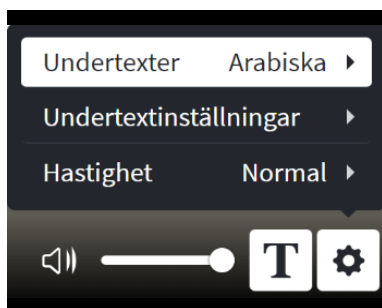 Undertexter Arabiska
Undertextinställningar
Hastighet Normal
T